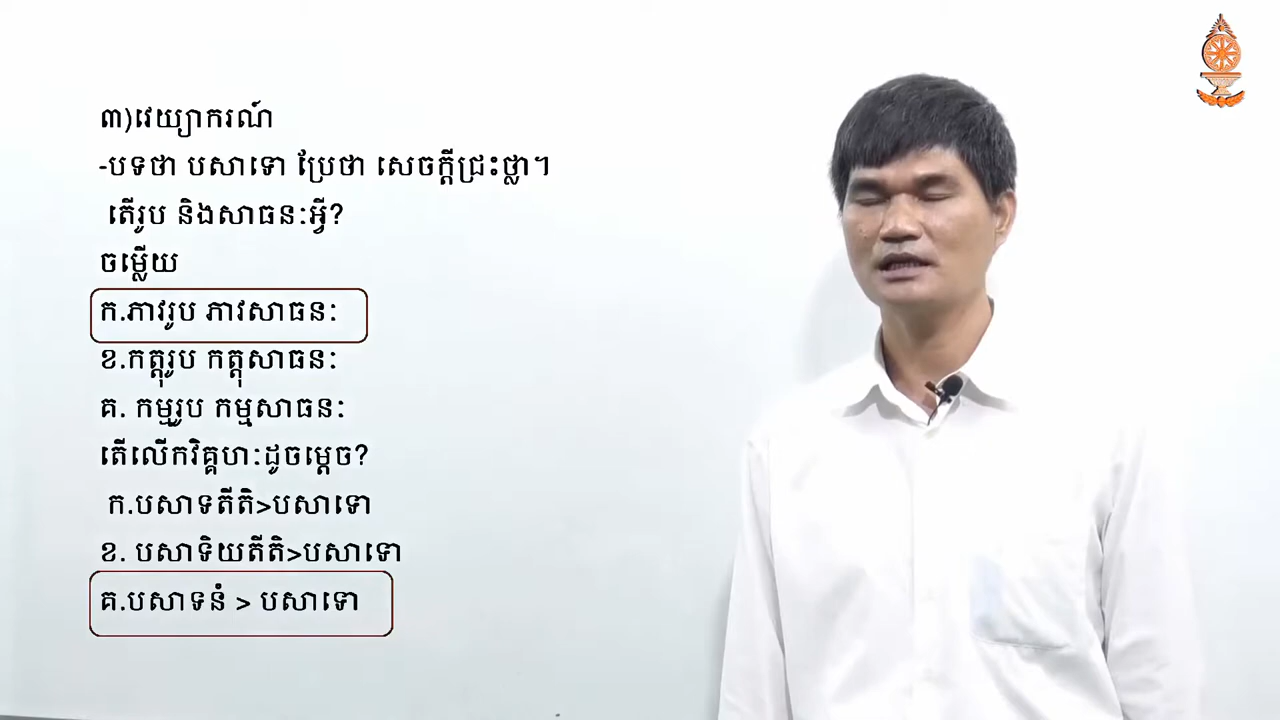 ៣)វេយ្យាករណ៍
-បទថា បសាទោ ប្រែថា សេចក្ដីជ្រះថ្លា។
តើរូប និងសាធនៈអ្វី?
ចម្លើយ
ក.ភាវរូប ភាវសាធនៈ
ខ.កត្តុរូប កត្តុសាធនៈ
គ. កម្មរូប កម្មសាធនៈ
តើលើកវិគ្គហៈដូចម្ដេច?
ក.បសាទតីតិ>បសាទោ
ខ. បសាទិយតីតិ>បសាទោ
គ.បសាទនំ > បសាទោ